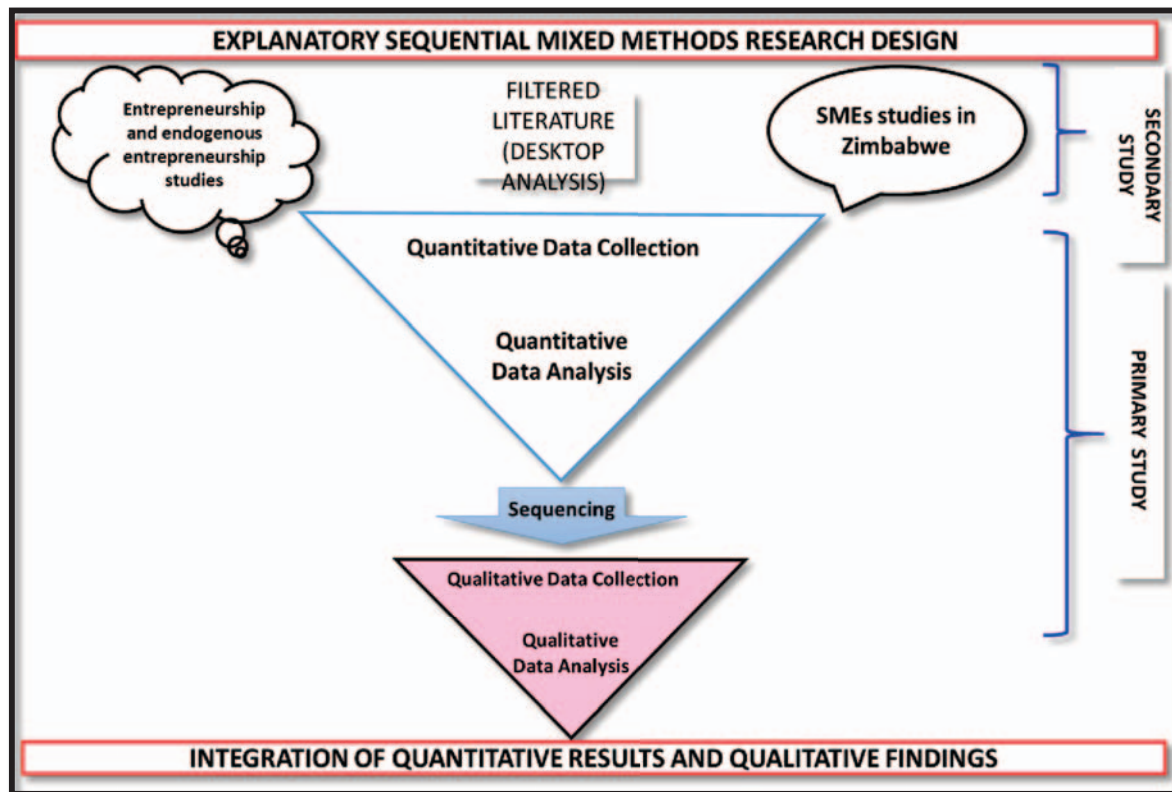 EXPLANATORY SEQUENTIAL MIXED METHODS RESEARCH DESIGN
Entrepreneurship
and endogenous
entrepreneurship
studies
FILTERED
LITERATURE
(DESKTOP
ANALYSIS)
SMEs studies in
Zimbabwe
SECONDARY
STUDY
Quantitative Data Collection
Quantitative
Data Analysis
PRIMARY STUDY
Sequencing
Qualitative Data Collection
Qualitative
Data Analysis
INTEGRATION OF QUANTITATIVE RESULTS AND QUALITATIVE FINDINGS